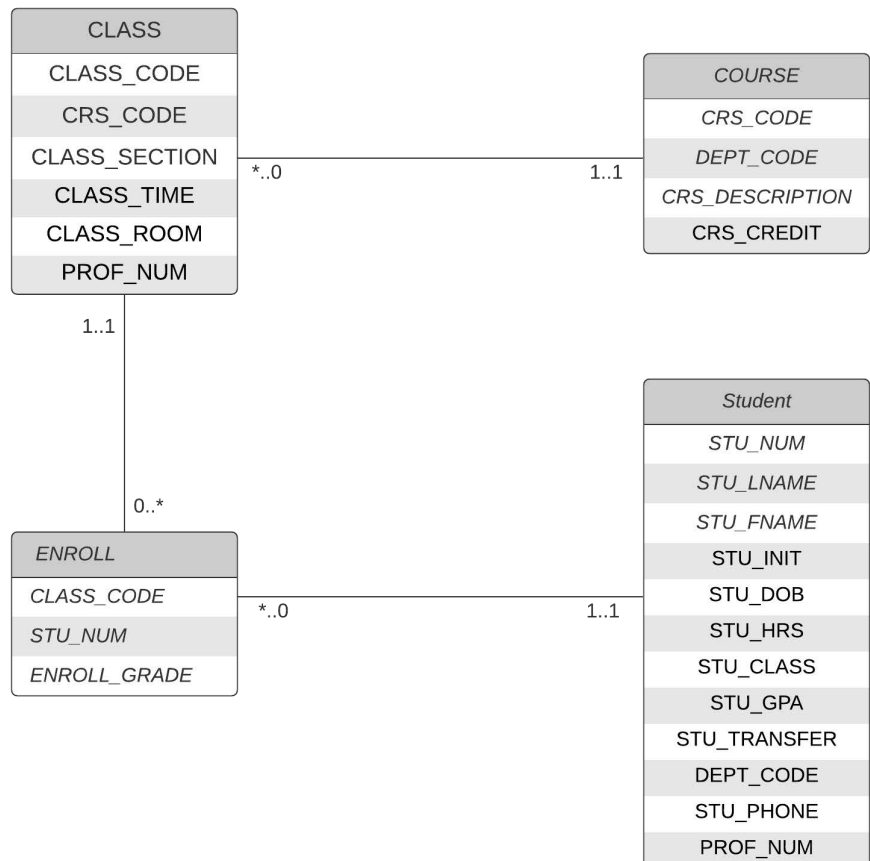 CLASS
CLASS_CODE
CRS_CODE
CLASS_SECTION
CLASS_TIME
CLASS_ROOM
PROF_NUM
*..0
1..1
COURSE
CRS_CODE
DEPT_CODE
CRS_DESCRIPTION
CRS_CREDIT
1..1
0..*
ENROLL
CLASS_CODE
STU_NUM
ENROLL_GRADE
*..0
1..1
Student
STU_NUM
STU_LNAME
STU_FNAME
STU_INIT
STU_DOB
STU_HRS
STU_CLASS
STU_GPA
STU_TRANSFER
DEPT_CODE
STU_PHONE
PROF_NUM